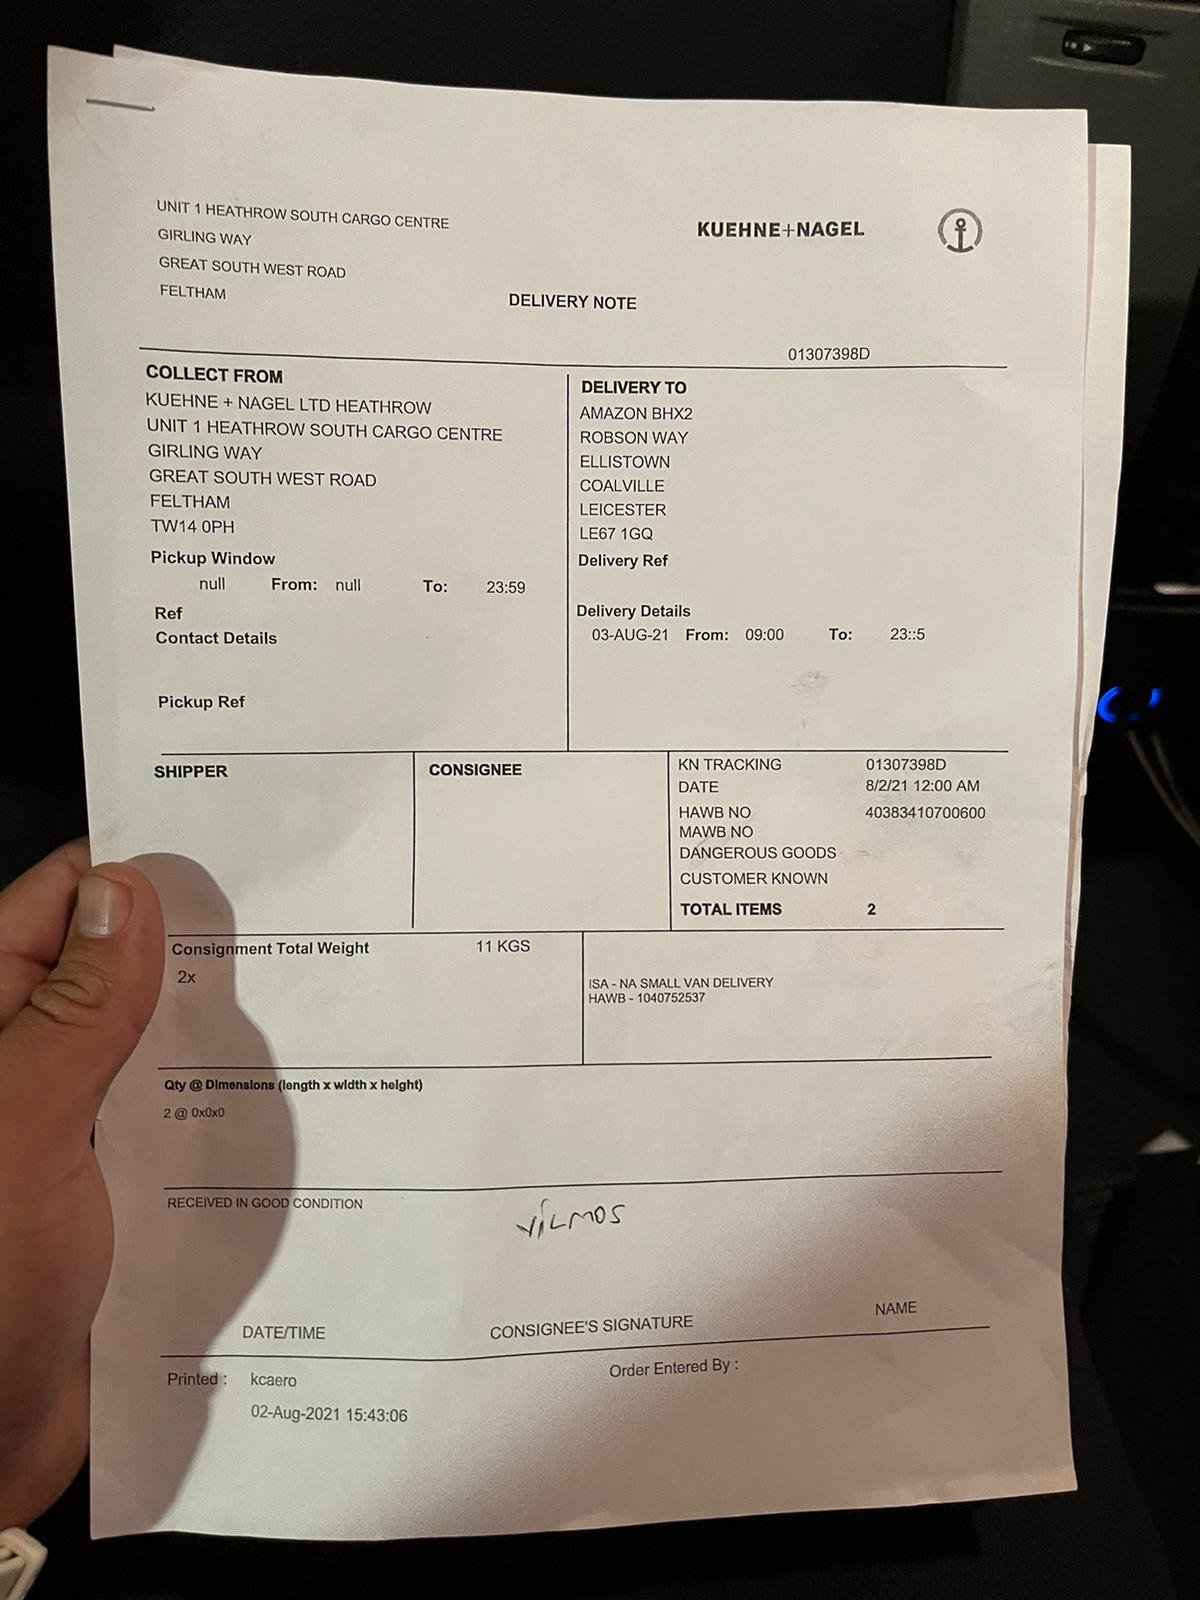 UNIT 1 HEATHROW SOUTH CARGO CENTRE
GIRLING WAY
GREAT SOUTH WEST ROAD
FELTHAM
KUEHNE+NAGEL
DELIVERY NOTE
01307398D
COLLECT FROM
KUEHNE + NAGEL LTD HEATHROW
UNIT 1 HEATHROW SOUTH CARGO CENTRE
GIRLING WAY
GREAT SOUTH WEST ROAD
FELTHAM
TW14 0PH
Pickup Window
null From: null To: 23:59
Ref
Contact Details
Pickup Ref
DELIVERY TO
AMAZON BHX2
ROBSON WAY
ELLISTOWN
COALVILLE
LEICESTER
LE67 1GQ
Delivery Ref
Delivery Details
03-AUG-21 From: 09:00 To: 23::5
SHIPPER
CONSIGNEE
KN TRACKING 01307398D
DATE 8/2/21 12:00 AM
HAWB NO 40383410700600
MAWB NO
DANGEROUS GOODS
CUSTOMER KNOWN
TOTAL ITEMS 2
Consignment Total Weight 11 KGS
2x
ISA - NA SMALL VAN DELIVERY
HAWB - 1040752537
Qty @ Dimensions (length x width x height)
2 @ 0x0x0
RECEIVED IN GOOD CONDITION
VILMOS
DATE/TIME CONSIGNEE'S SIGNATURE NAME
Printed : kcaero
02-Aug-2021 15:43:06
Order Entered By :